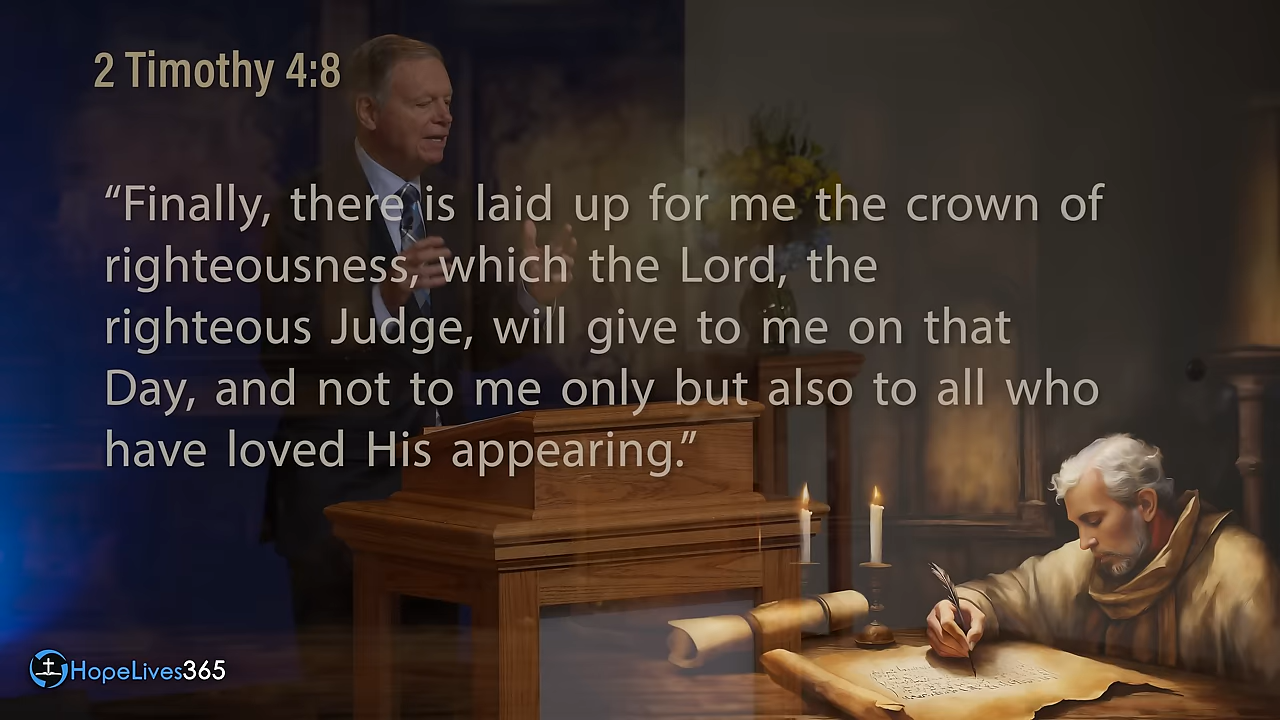 2 Timothy 4:8
“Finally, there is laid up for me the crown of
righteousness, which the Lord, the
righteous Judge, will give to me on that
Day, and not to me only but also to all who
have loved His appearing.”
HopeLives365